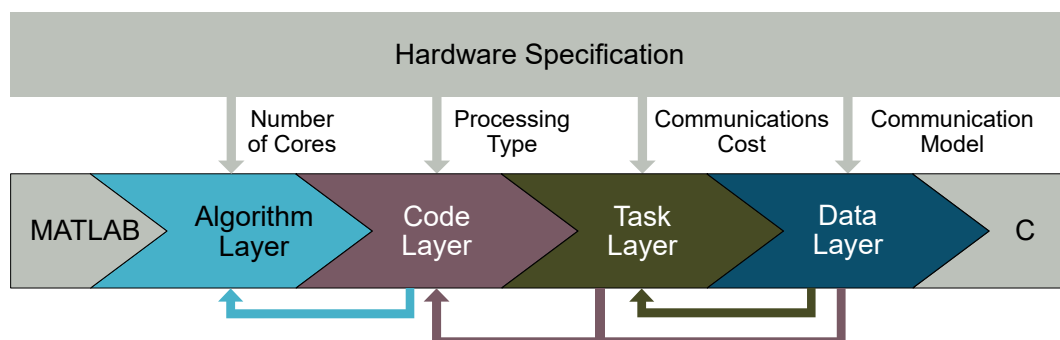 Hardware Specification
Number
of Cores
Processing
Type
Communications
Cost
Communication
Model
MATLAB
Algorithm
Layer
Code
Layer
Task
Layer
Data
Layer
C